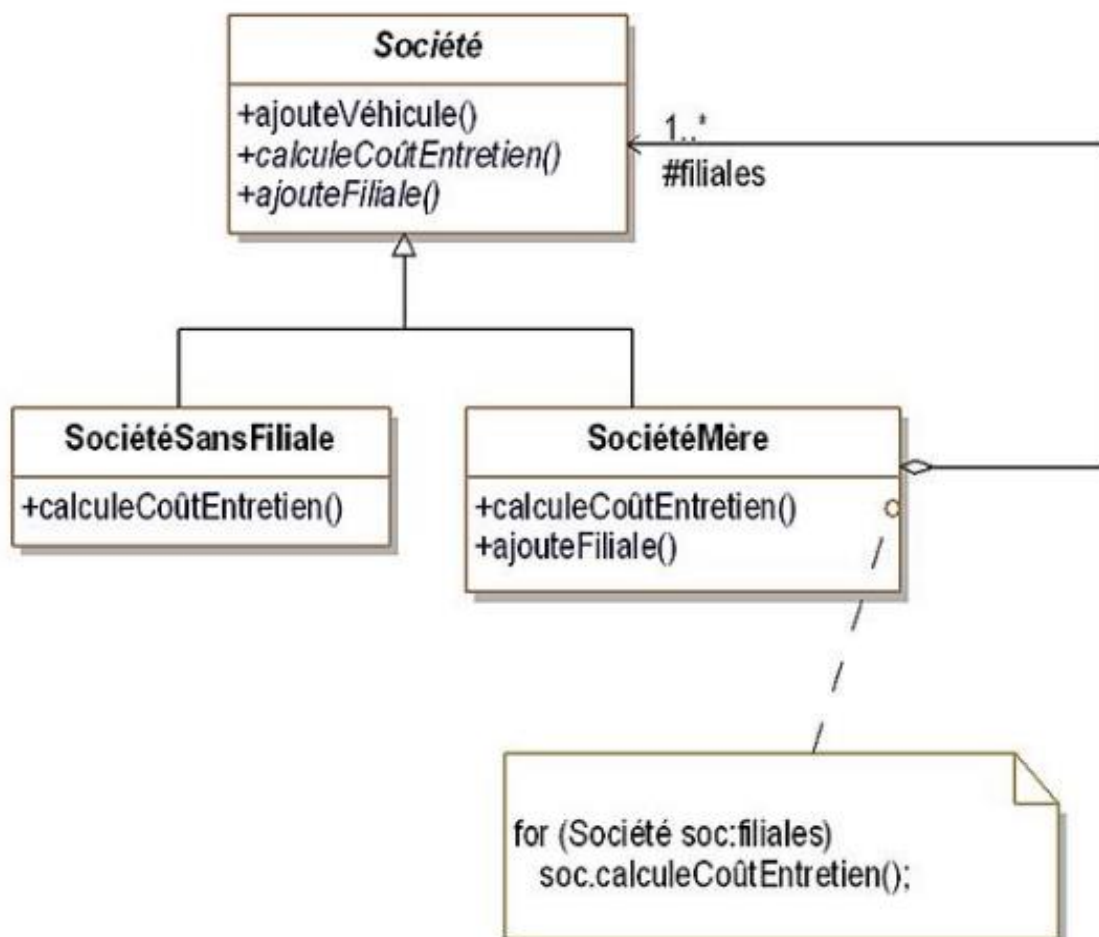 Société
+ajouteVéhicule()
+calculeCoûtEntretien()
+ajouteFiliale()
1..*
#filiales
SociétéSansFiliale
+calculeCoûtEntretien()
SociétéMère
+calculeCoûtEntretien()
+ajouteFiliale()
for (Société soc:filiales)
soc.calculeCoûtEntretien();